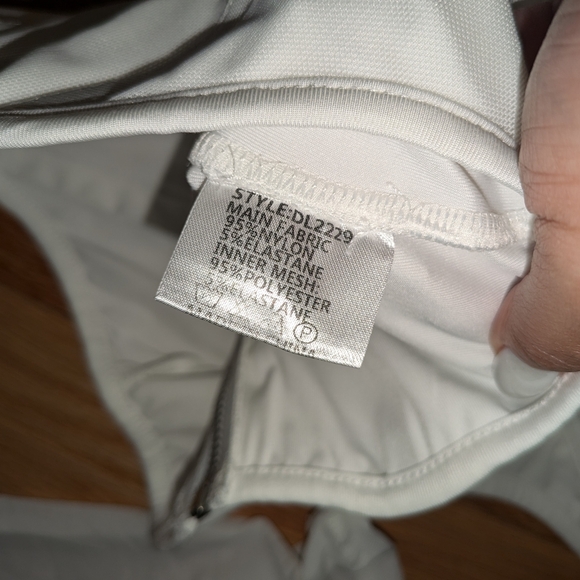 STYLE:DL2229
MAIN FABRIC
95%NYLON
5%ELASTANE
INNER MESH:
95%POLYESTER
5%ELASTANE
P